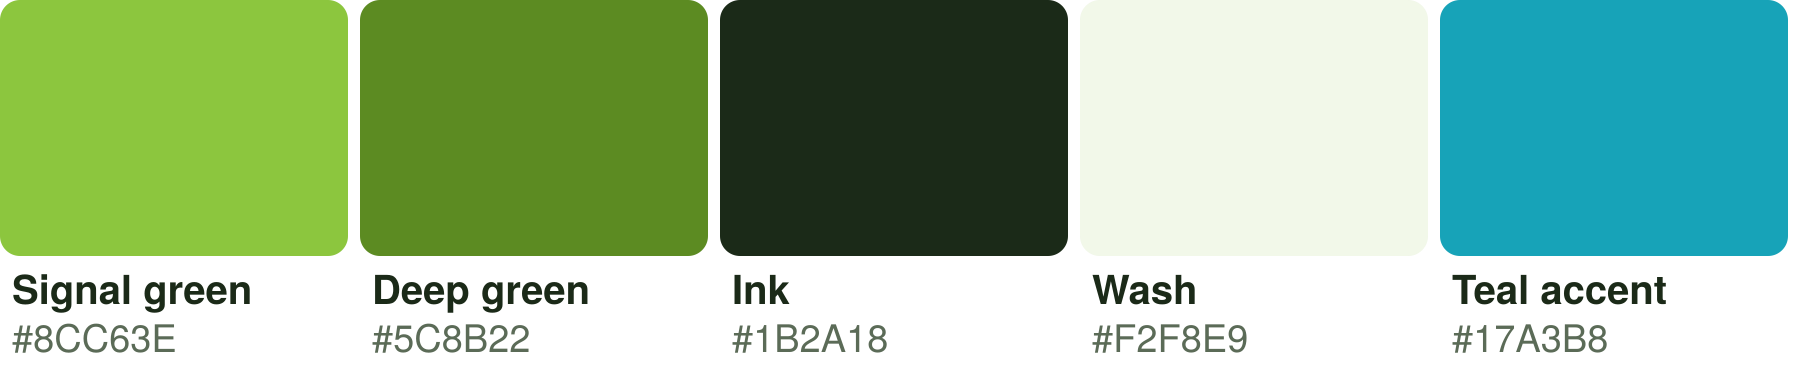 Signal green
#8CC63E
Deep green
#5C8B22
Ink
#1B2A18
Wash
#F2F8E9
Teal accent
#17A3B8